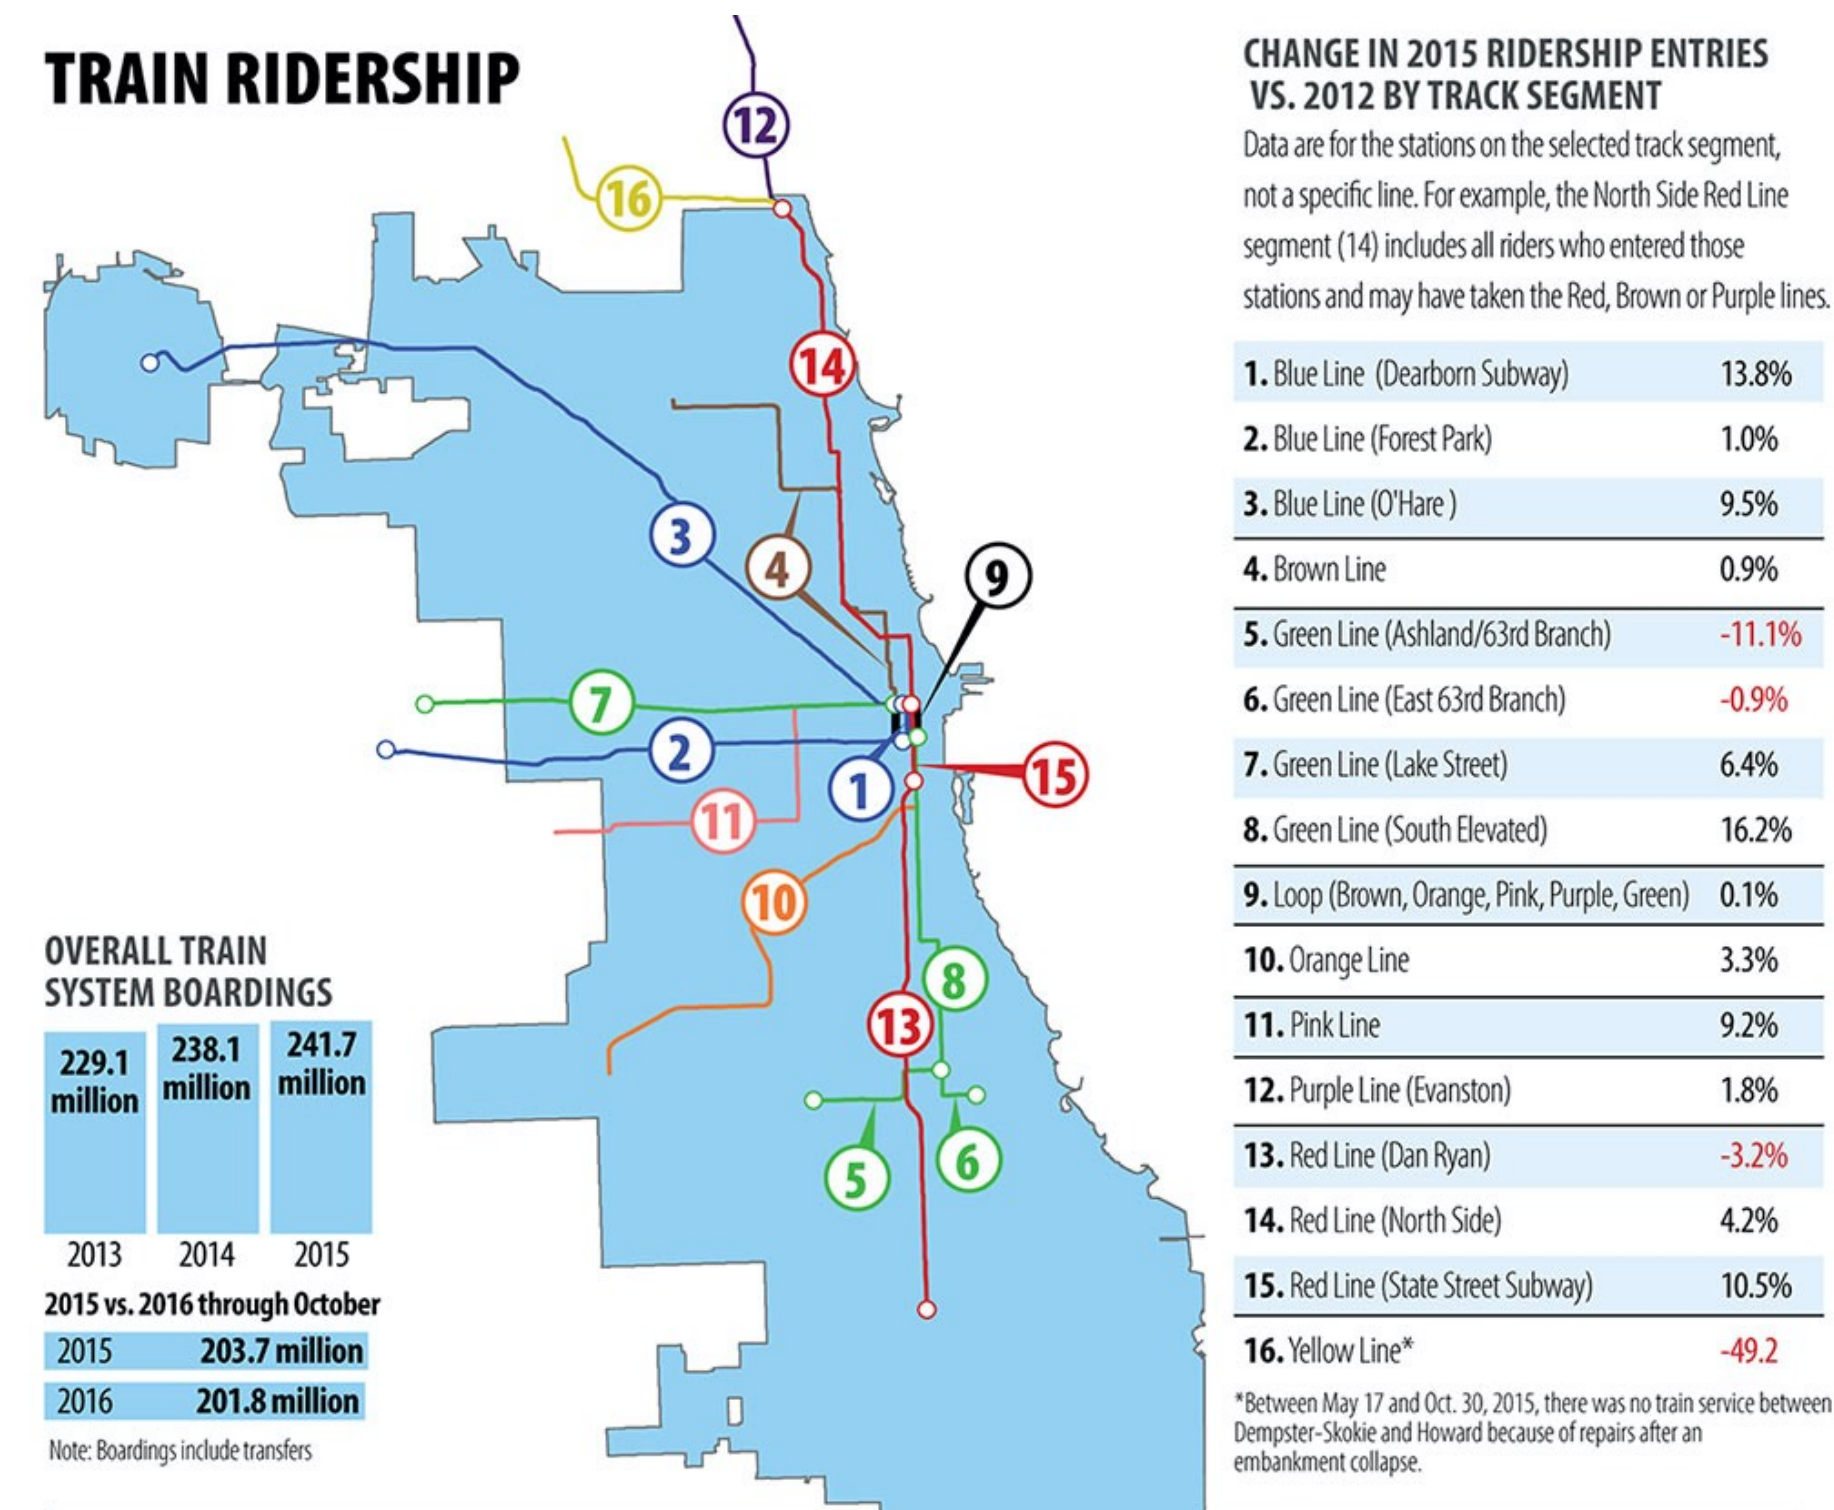 TRAIN RIDERSHIP
12
16
14
3
4
9
7
2
1
15
11
10
8
13
5
6
OVERALL TRAIN
SYSTEM BOARDINGS
229.1
million
238.1
million
241.7
million
2013
2014
2015
2015 vs. 2016 through October
2015 203.7 million
2016 201.8 million
Note: Boardings include transfers
CHANGE IN 2015 RIDERSHIP ENTRIES
VS. 2012 BY TRACK SEGMENT
Data are for the stations on the selected track segment,
not a specific line. For example, the North Side Red Line
segment (14) includes all riders who entered those
stations and may have taken the Red, Brown or Purple lines.
1. Blue Line (Dearborn Subway) 13.8%
2. Blue Line (Forest Park) 1.0%
3. Blue Line (O'Hare ) 9.5%
4. Brown Line 0.9%
5. Green Line (Ashland/63rd Branch) -11.1%
6. Green Line (East 63rd Branch) -0.9%
7. Green Line (Lake Street) 6.4%
8. Green Line (South Elevated) 16.2%
9. Loop (Brown, Orange, Pink, Purple, Green) 0.1%
10. Orange Line 3.3%
11. Pink Line 9.2%
12. Purple Line (Evanston) 1.8%
13. Red Line (Dan Ryan) -3.2%
14. Red Line (North Side) 4.2%
15. Red Line (State Street Subway) 10.5%
16. Yellow Line* -49.2
*Between May 17 and Oct. 30, 2015, there was no train service between
Dempster-Skokie and Howard because of repairs after an
embankment collapse.